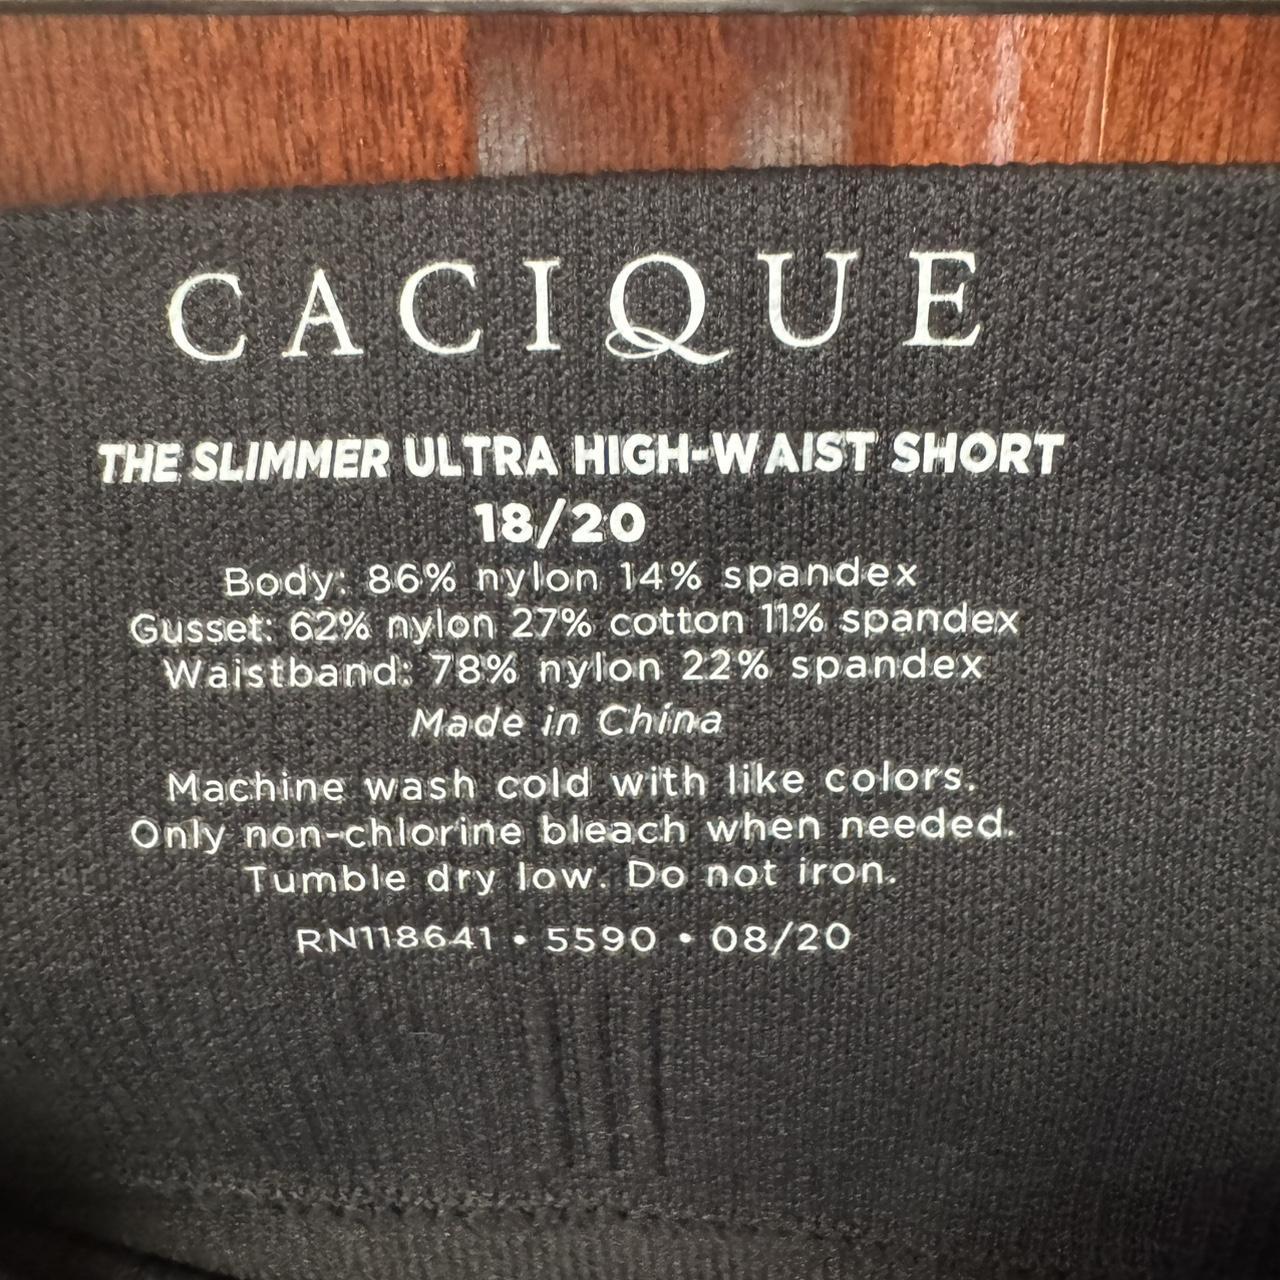 CACIQUE
THE SLIMMER ULTRA HIGH-WAIST SHORT
18/20
Body: 86% nylon 14% spandex
Gusset: 62% nylon 27% cotton 11% spandex
Waistband: 78% nylon 22% spandex
Made in China
Machine wash cold with like colors.
Only non-chlorine bleach when needed.
Tumble dry low. Do not iron.
RN118641 • 5590 • 08/20